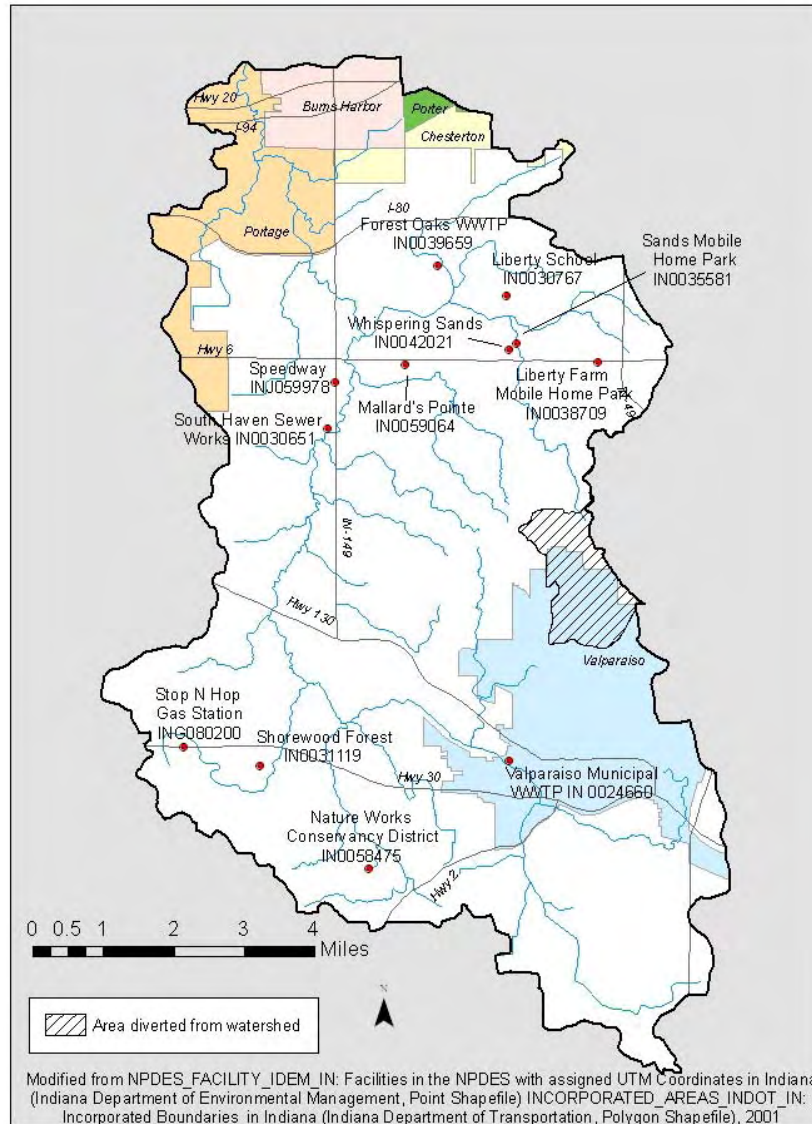 Hwy 20
Burns Harbor
Porter
I-94
Chesterton
I-80
Portage
Forest Oaks WWTP
IN0039659
Liberty School
IN0030767
Sands Mobile
Home Park
IN0035581
Whispering Sands
IN0042021
Hwy 6
Speedway
INJ059978
Mallard's Pointe
IN0059064
Liberty Farm
Mobile Home Park
IN0038709
South Haven Sewer
Works IN0030651
IN-149
Hwy 130
Valparaiso
Stop N Hop
Gas Station
ING080200
Shorewood Forest
IN0031119
Hwy 30
Valparaiso Municipal
WWTP IN 0024660
Nature Works
Conservancy District
IN0058475
Hwy 2
0 0.5 1 2 3 4
Miles
N
Area diverted from watershed
Modified from NPDES_FACILITY_IDEM_IN: Facilities in the NPDES with assigned UTM Coordinates in Indiana
(Indiana Department of Environmental Management, Point Shapefile) INCORPORATED_AREAS_INDOT_IN:
Incorporated Boundaries in Indiana (Indiana Department of Transportation, Polygon Shapefile), 2001